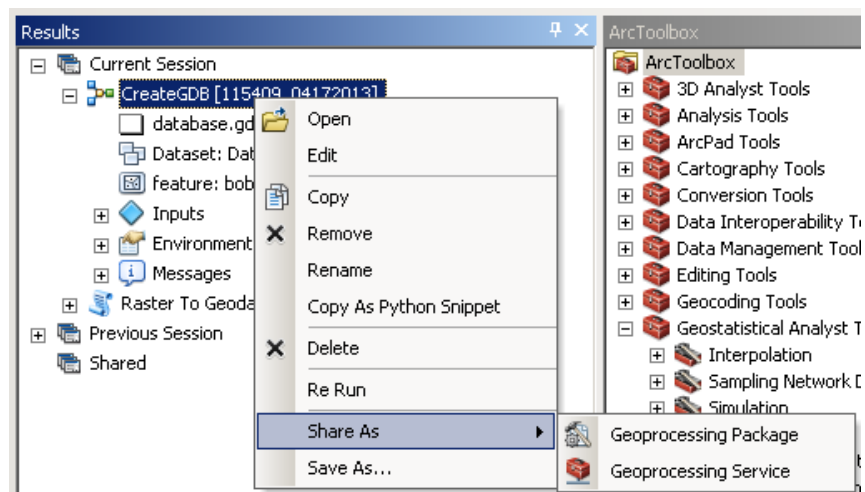 Results
Current Session
CreateGDB [115409_04172013]
database.gd
Dataset: Dat
feature: bob
Inputs
Environment
Messages
Raster To Geoda
Previous Session
Shared
Open
Edit
Copy
Remove
Rename
Copy As Python Snippet
Delete
Re Run
Share As
Save As...
Geoprocessing Package
Geoprocessing Service
ArcToolbox
ArcToolbox
3D Analyst Tools
Analysis Tools
ArcPad Tools
Cartography Tools
Conversion Tools
Data Interoperability T
Data Management Tool
Editing Tools
Geocoding Tools
Geostatistical Analyst T
Interpolation
Sampling Network D
Simulation